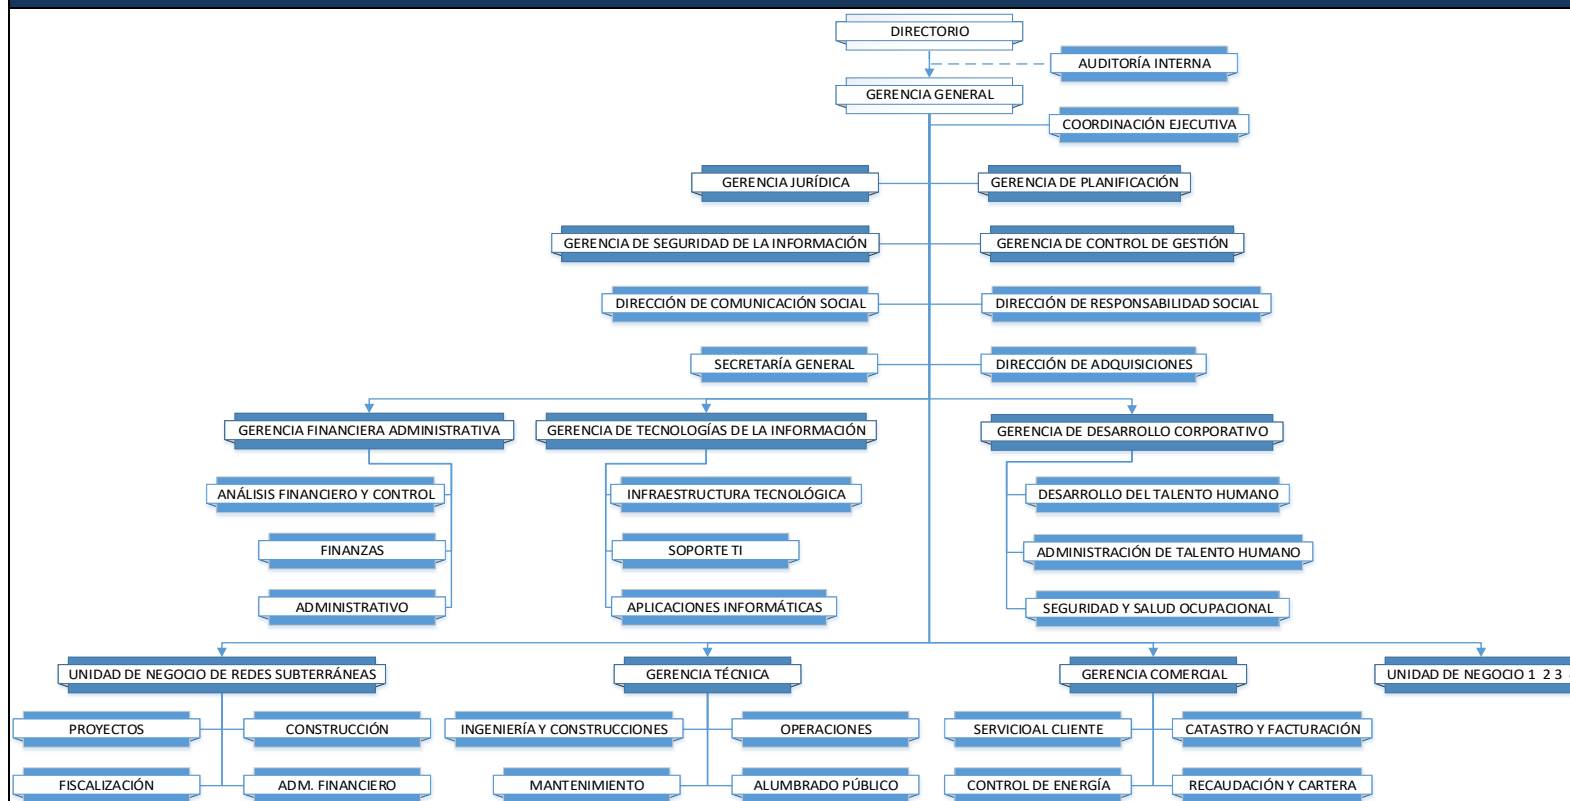 DIRECTORIO
AUDITORÍA INTERNA
GERENCIA GENERAL
COORDINACIÓN EJECUTIVA
GERENCIA JURÍDICA
GERENCIA DE PLANIFICACIÓN
GERENCIA DE SEGURIDAD DE LA INFORMACIÓN
GERENCIA DE CONTROL DE GESTIÓN
DIRECCIÓN DE COMUNICACIÓN SOCIAL
DIRECCIÓN DE RESPONSABILIDAD SOCIAL
SECRETARÍA GENERAL
DIRECCIÓN DE ADQUISICIONES
GERENCIA FINANCIERA ADMINISTRATIVA
GERENCIA DE TECNOLOGÍAS DE LA INFORMACIÓN
GERENCIA DE DESARROLLO CORPORATIVO
ANÁLISIS FINANCIERO Y CONTROL
INFRAESTRUCTURA TECNOLÓGICA
DESARROLLO DEL TALENTO HUMANO
FINANZAS
SOPORTE TI
ADMINISTRACIÓN DE TALENTO HUMANO
ADMINISTRATIVO
APLICACIONES INFORMÁTICAS
SEGURIDAD Y SALUD OCUPACIONAL
UNIDAD DE NEGOCIO DE REDES SUBTERRÁNEAS
GERENCIA TÉCNICA
GERENCIA COMERCIAL
UNIDAD DE NEGOCIO 1 2 3
PROYECTOS
CONSTRUCCIÓN
INGENIERÍA Y CONSTRUCCIONES
OPERACIONES
SERVICIOAL CLIENTE
CATASTRO Y FACTURACIÓN
FISCALIZACIÓN
ADM. FINANCIERO
MANTENIMIENTO
ALUMBRADO PÚBLICO
CONTROL DE ENERGÍA
RECAUDACIÓN Y CARTERA